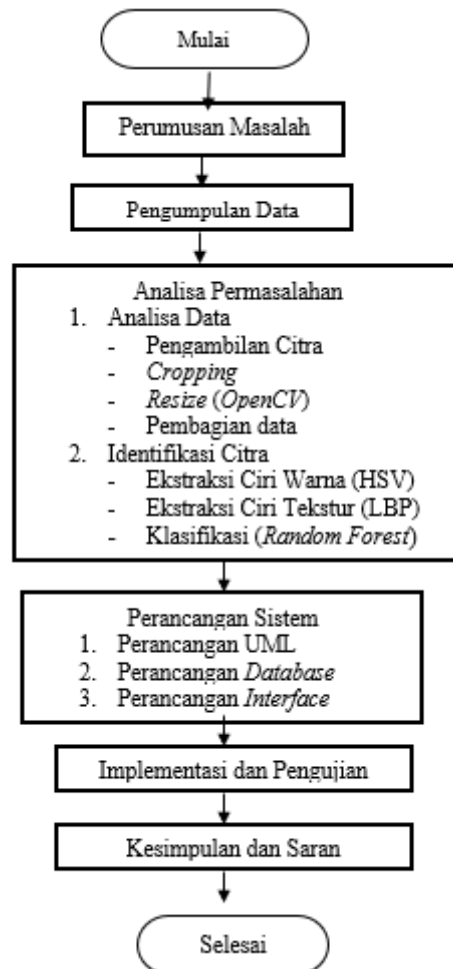 Mulai
Perumusan Masalah
Pengumpulan Data
Analisa Permasalahan
1. Analisa Data
- Pengambilan Citra
- Cropping
- Resize (OpenCV)
- Pembagian data
2. Identifikasi Citra
- Ekstraksi Ciri Warna (HSV)
- Ekstraksi Ciri Tekstur (LBP)
- Klasifikasi (Random Forest)
Perancangan Sistem
1. Perancangan UML
2. Perancangan Database
3. Perancangan Interface
Implementasi dan Pengujian
Kesimpulan dan Saran
Selesai